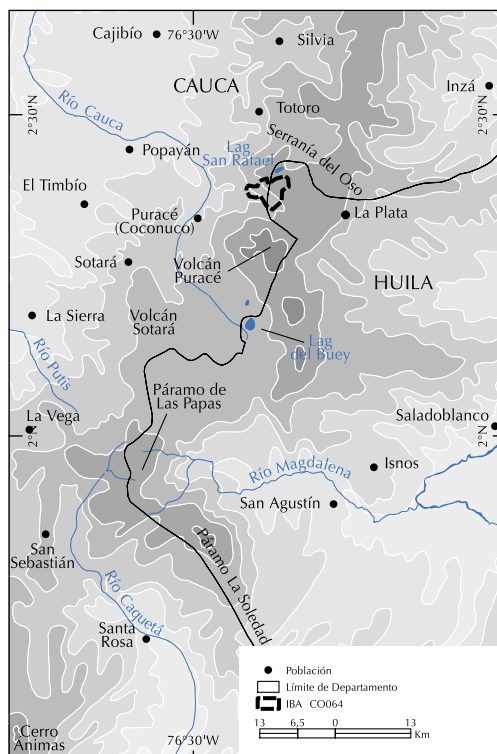 Cajibío
76°30'W
Silvia
CAUCA
Inzá
2°30'N
2°30'N
Río Cauca
Totoro
Serranía del Oso
Popayán
Lag
San Rafael
El Timbío
Puracé
(Coconuco)
La Plata
Sotará
Volcán
Puracé
HUILA
La Sierra
Volcán
Sotará
Lag
del Buey
Río Putis
Páramo de
Las Papas
La Vega
Saladoblanco
2°N
2°N
Río Magdalena
Isnos
San Agustín
San
Sebastián
Páramo La Soledad
Río Caquetá
Santa
Rosa
Cerro
Ánimas
76°30'W
Población
Límite de Departamento
IBA CO064
13 6,5 0 13
Km